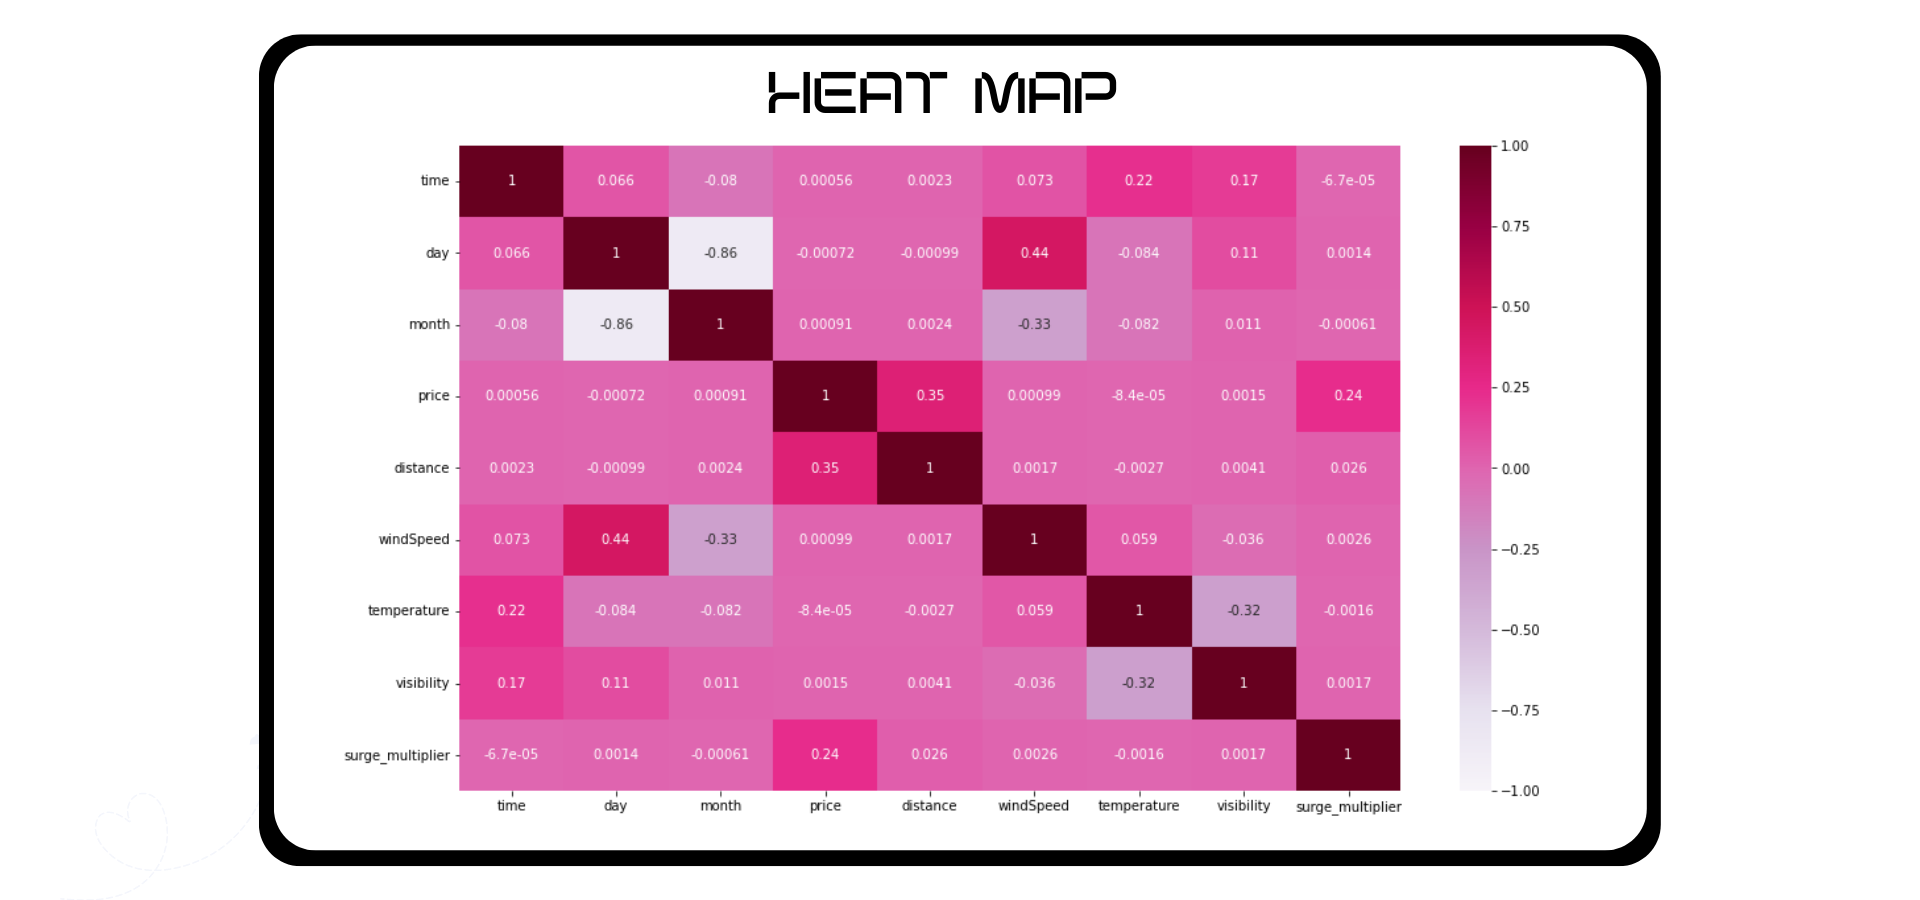 HEAT MAP
time 1 0.066 -0.08 0.00056 0.0023 0.073 0.22 0.17 -6.7e-05
day 0.066 1 -0.86 -0.00072 -0.00099 0.44 -0.084 0.11 0.0014
month -0.08 -0.86 1 0.00091 0.0024 -0.33 -0.082 0.011 -0.00061
price 0.00056 -0.00072 0.00091 1 0.35 0.00099 -8.4e-05 0.0015 0.24
distance 0.0023 -0.00099 0.0024 0.35 1 0.0017 -0.0027 0.0041 0.026
windSpeed 0.073 0.44 -0.33 0.00099 0.0017 1 0.059 -0.036 0.0026
temperature 0.22 -0.084 -0.082 -8.4e-05 -0.0027 0.059 1 -0.32 -0.0016
visibility 0.17 0.11 0.011 0.0015 0.0041 -0.036 -0.32 1 0.0017
surge_multiplier -6.7e-05 0.0014 -0.00061 0.24 0.026 0.0026 -0.0016 0.0017 1
time day month price distance windSpeed temperature visibility surge_multiplier
1.00
0.75
0.50
0.25
0.00
−0.25
−0.50
−0.75
−1.00